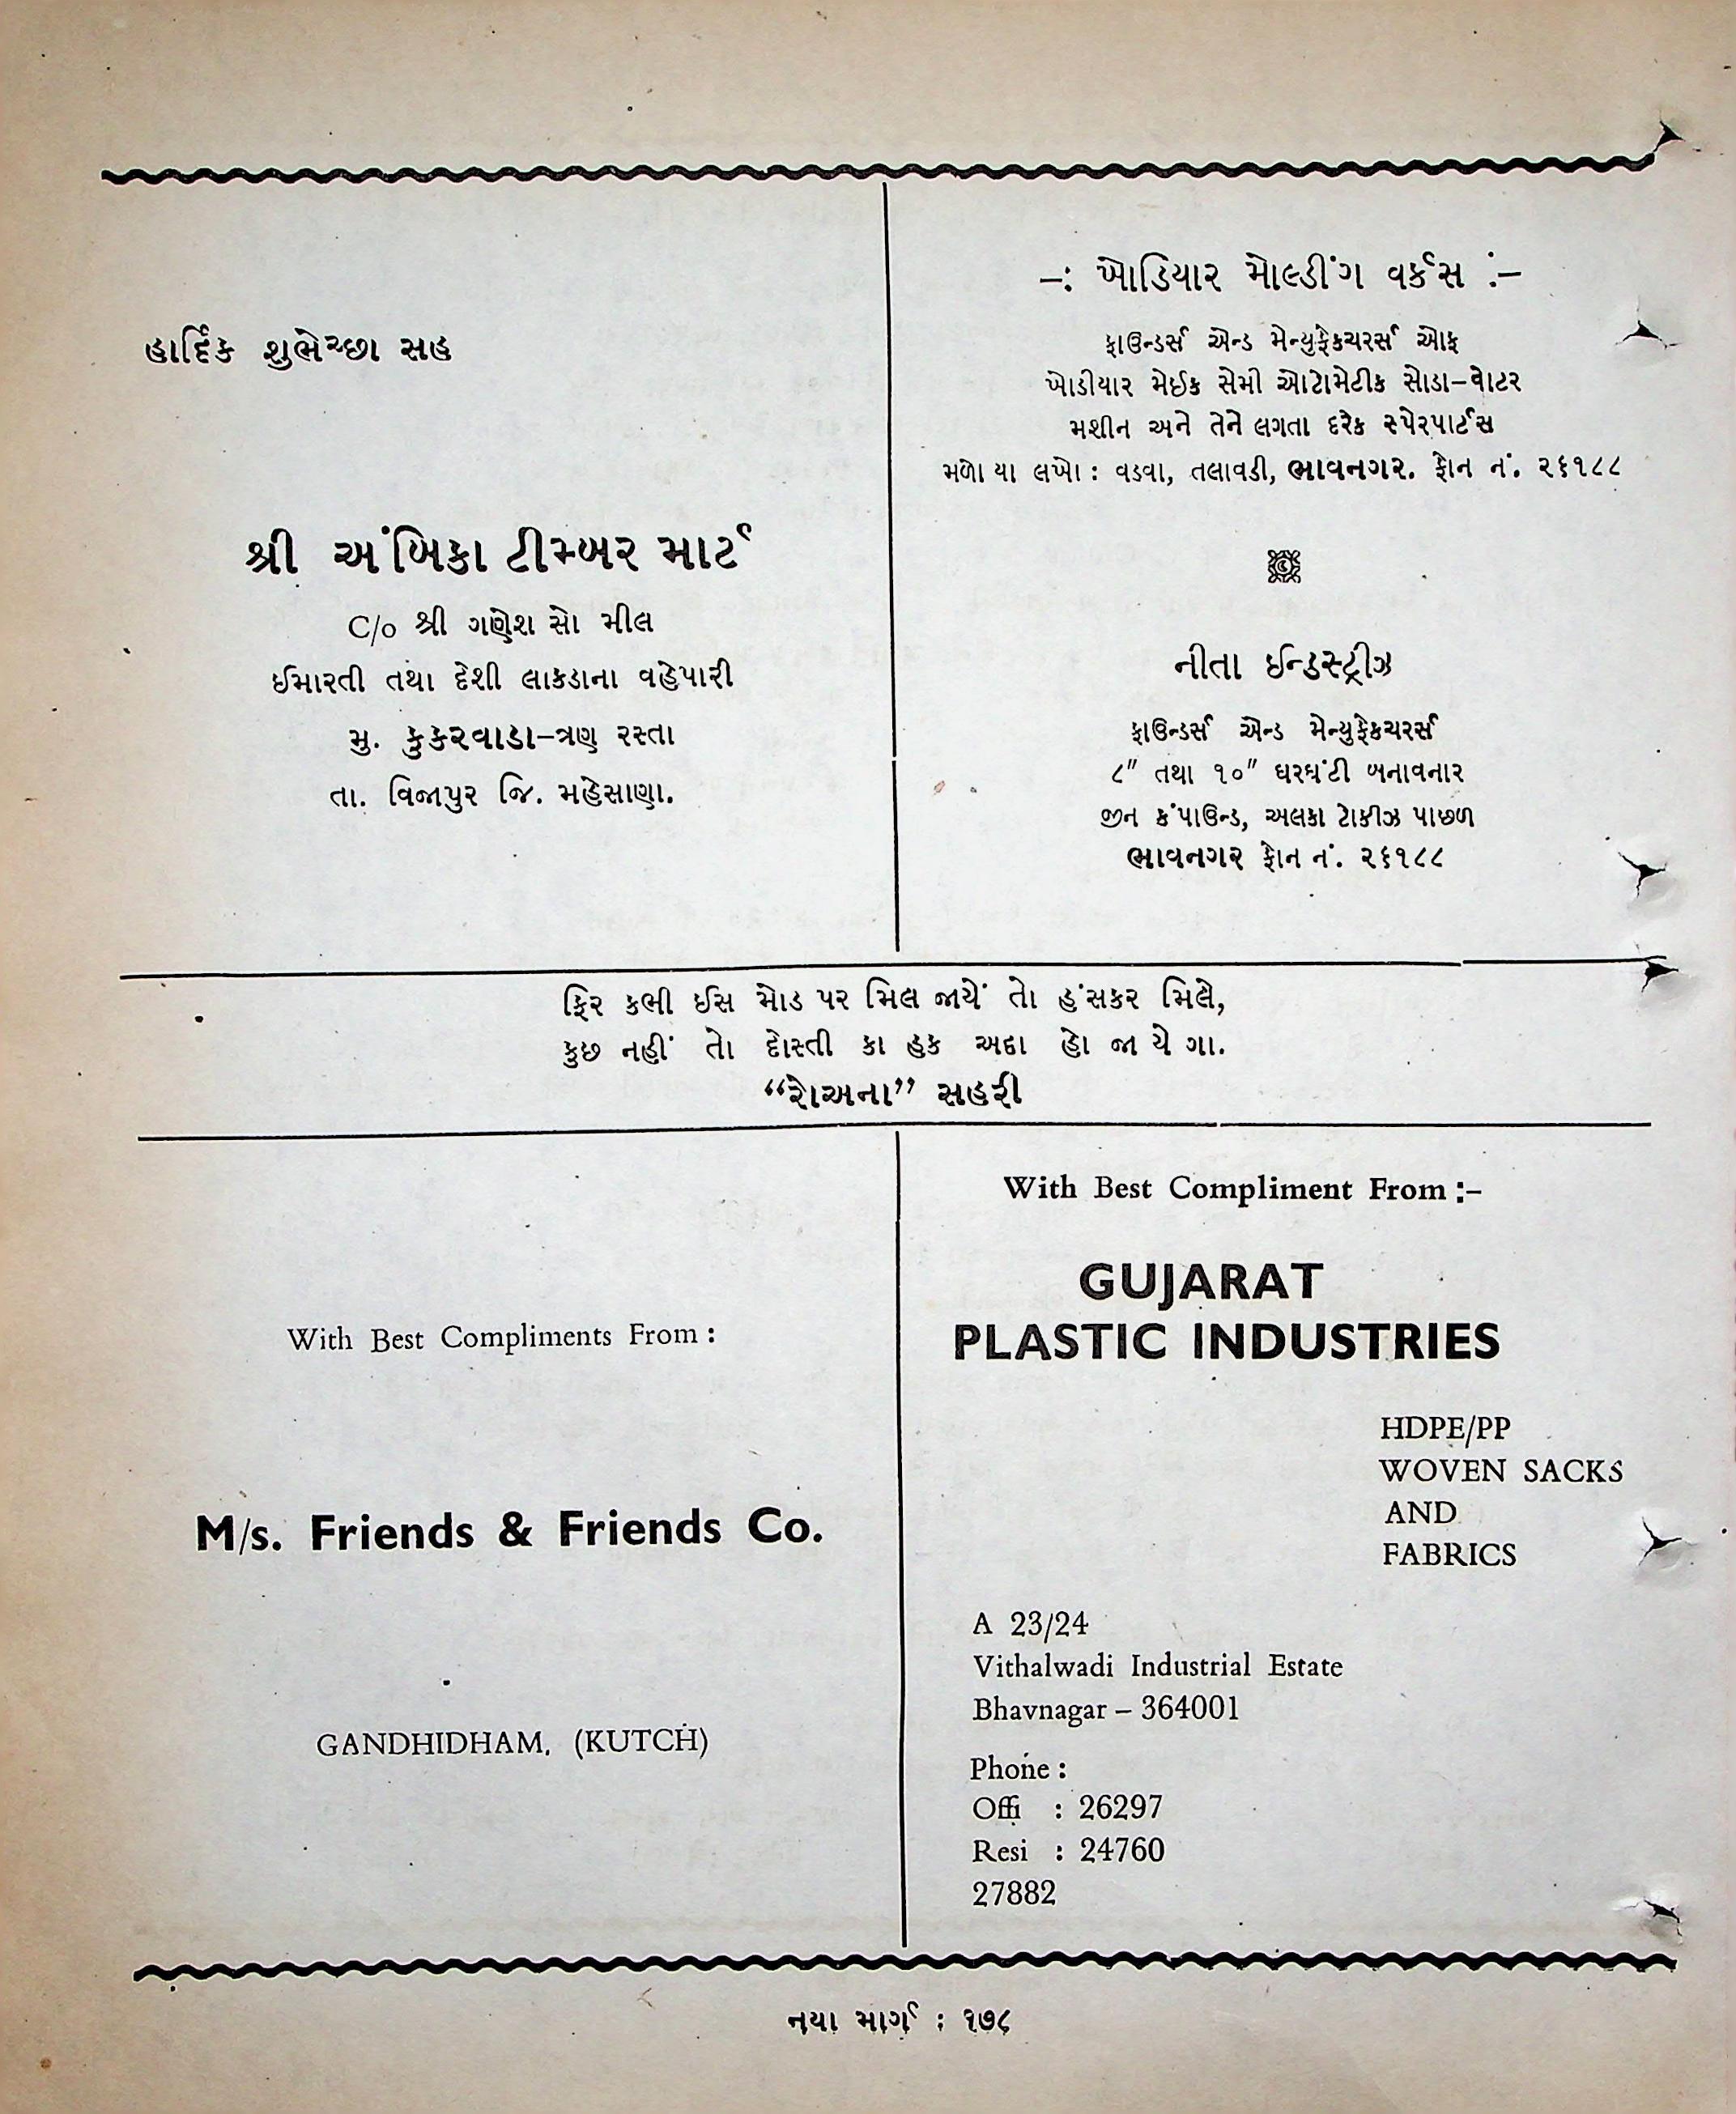 હાર્દિક શુભેચ્છા સહ
શ્રી અંબિકા ટીમ્બર માર્ટ
C/o શ્રી ગણેશ સો મીલ
ઈમારતી તથા દેશી લાકડાના વહેપારી
મુ. કુકરવાડા-ત્રણ રસ્તા
તા. વિજાપુર જિ. મહેસાણા.
-: ખોડિયાર મોલ્ડીંગ વર્કસ :-
ફાઉન્ડર્સ એન્ડ મેન્યુફેકચરર્સ ઓફ
ખોડીયાર મેઈક સેમી ઓટોમેટીક સોડા-વોટર
મશીન અને તેને લગતા દરેક સ્પેરપાર્ટસ
મળો યા લખો : વડવા, તલાવડી, ભાવનગર. ફોન નં. ૨૬૧૮૮
નીતા ઈન્ડસ્ટ્રીઝ
ફાઉન્ડર્સ એન્ડ મેન્યુફેકચરર્સ
૮" તથા ૧૦" ઘરઘંટી બનાવનાર
જીન કંપાઉન્ડ, અલકા ટોકીઝ પાછળ
ભાવનગર ફોન નં. ૨૬૧૮૮
ફિર કભી ઈસ મોડ પર મિલ જાયેં તો હંસકર મિલે,
કુછ નહીં તો દોસ્તી કા હક અદા હો જા યે ગા.
“રોઅના” સહરી
With Best Compliments From :
M/s. Friends & Friends Co.
GANDHIDHAM, (KUTCH)
With Best Compliment From :-
GUJARAT
PLASTIC INDUSTRIES
HDPE/PP
WOVEN SACKS
AND
FABRICS
A 23/24
Vithalwadi Industrial Estate
Bhavnagar – 364001
Phone :
Offi : 26297
Resi : 24760
27882
નયા માર્ગ : ૧૭૮